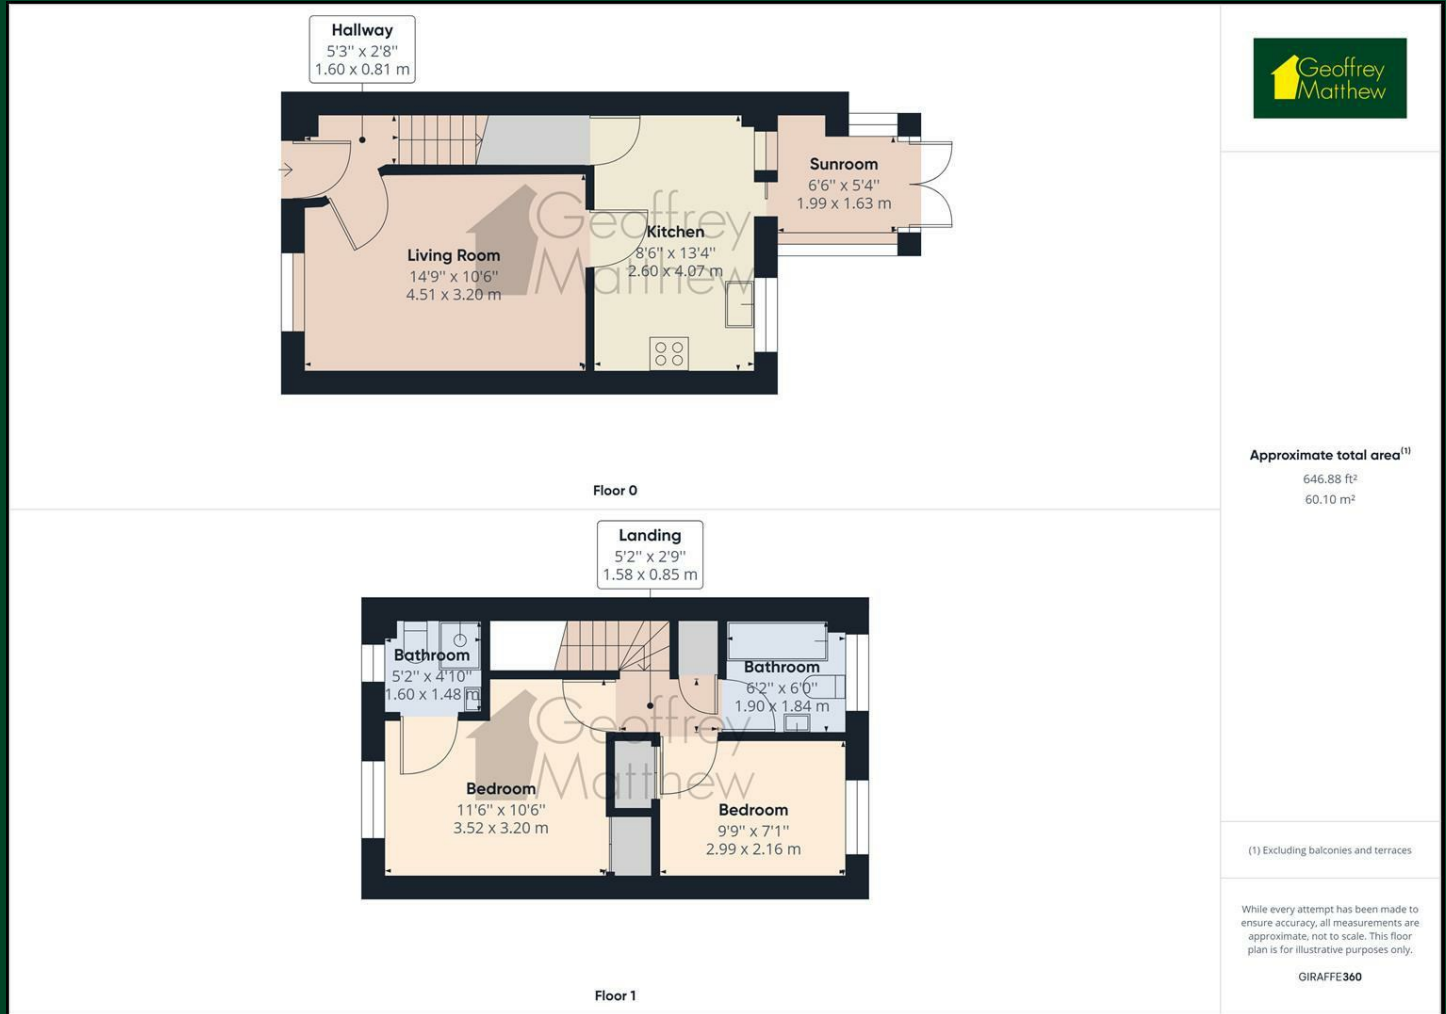 Hallway
5'3" x 2'8"
1.60 x 0.81 m
Geoffrey
Matthew
Sunroom
6'6" x 5'4"
1.99 x 1.63 m
Geoffrey
Matthew
Kitchen
8'6" x 13'4"
2.60 x 4.07 m
Living Room
14'9" x 10'6"
4.51 x 3.20 m
Floor 0
Approximate total area(1)
646.88 ft²
60.10 m²
Landing
5'2" x 2'9"
1.58 x 0.85 m
Bathroom
5'2" x 4'10"
1.60 x 1.48 m
Bathroom
6'2" x 6'0"
1.90 x 1.84 m
Geoffrey
Matthew
Bedroom
11'6" x 10'6"
3.52 x 3.20 m
Bedroom
9'9" x 7'1"
2.99 x 2.16 m
Floor 1
(1) Excluding balconies and terraces
While every attempt has been made to
ensure accuracy, all measurements are
approximate, not to scale. This floor
plan is for illustrative purposes only.
GIRAFFE360